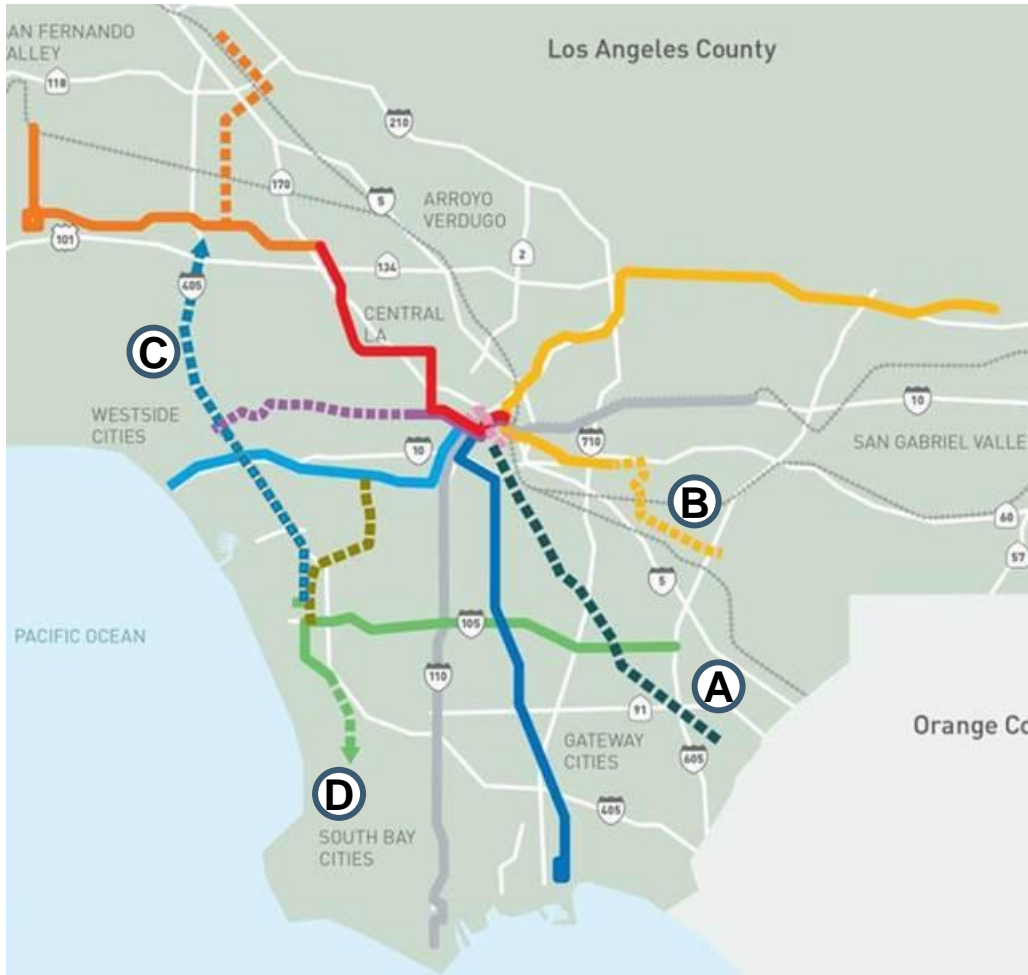 AN FERNANDO
ALLEY
Los Angeles County
118
210
170
5
ARROYO
VERDUGO
101
2
134
405
CENTRAL
LA
C
WESTSIDE
CITIES
10
10
710
SAN GABRIEL VALLE
B
60
57
5
PACIFIC OCEAN
105
110
A
91
Orange Co
GATEWAY
CITIES
605
D
405
SOUTH BAY
CITIES